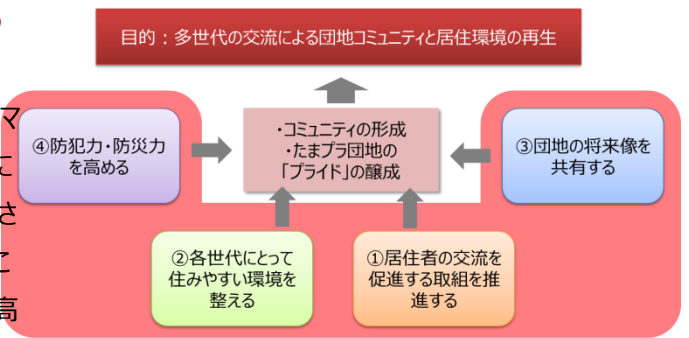 目的：多世代の交流による団地コミュニティと居住環境の再生
・コミュニティの形成
・たまプラ団地の
「プライド」の醸成
④防犯力・防災力
を高める
③団地の将来像を
共有する
②各世代にとって
住みやすい環境を
整える
①居住者の交流を
促進する取組を推
進する
マ
に
さ
こ
高